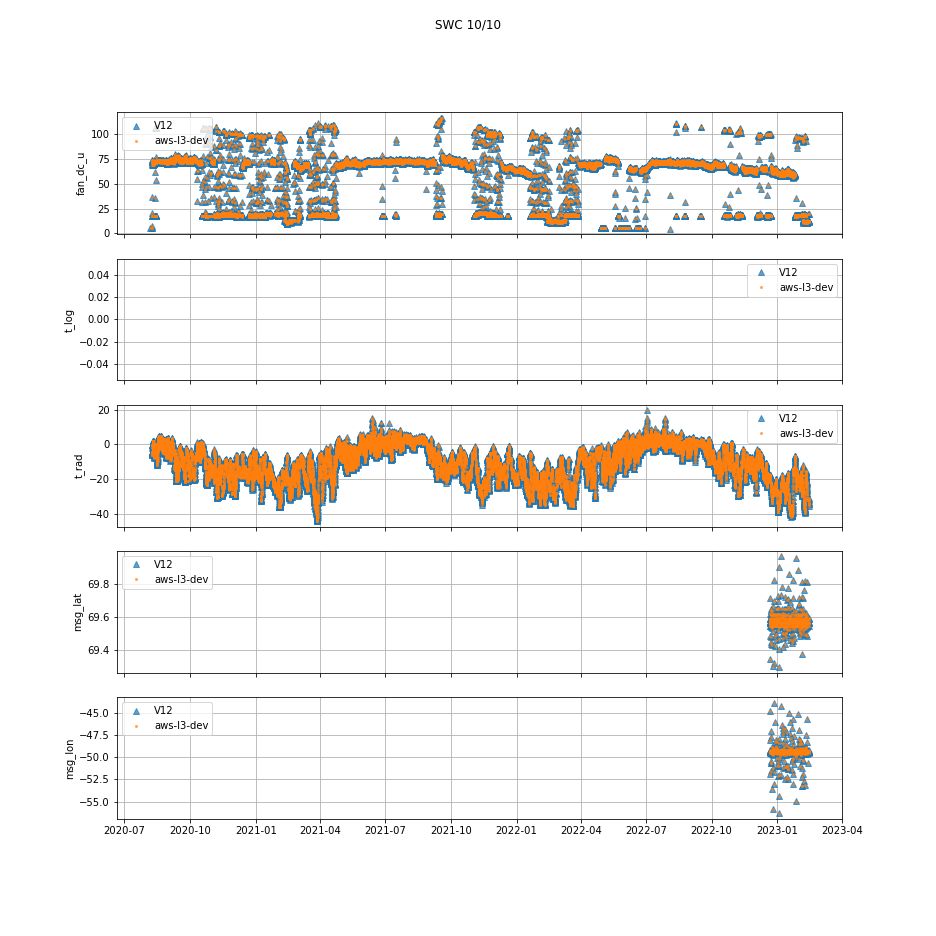 SWC 10/10
V12
aws-l3-dev
fan_dc_u
100
75
50
25
0
V12
aws-l3-dev
t_log
0.04
0.02
0.00
−0.02
−0.04
V12
aws-l3-dev
t_rad
20
0
−20
−40
V12
aws-l3-dev
msg_lat
69.8
69.6
69.4
V12
aws-l3-dev
msg_lon
−45.0
−47.5
−50.0
−52.5
−55.0
2020-07 2020-10 2021-01 2021-04 2021-07 2021-10 2022-01 2022-04 2022-07 2022-10 2023-01 2023-04